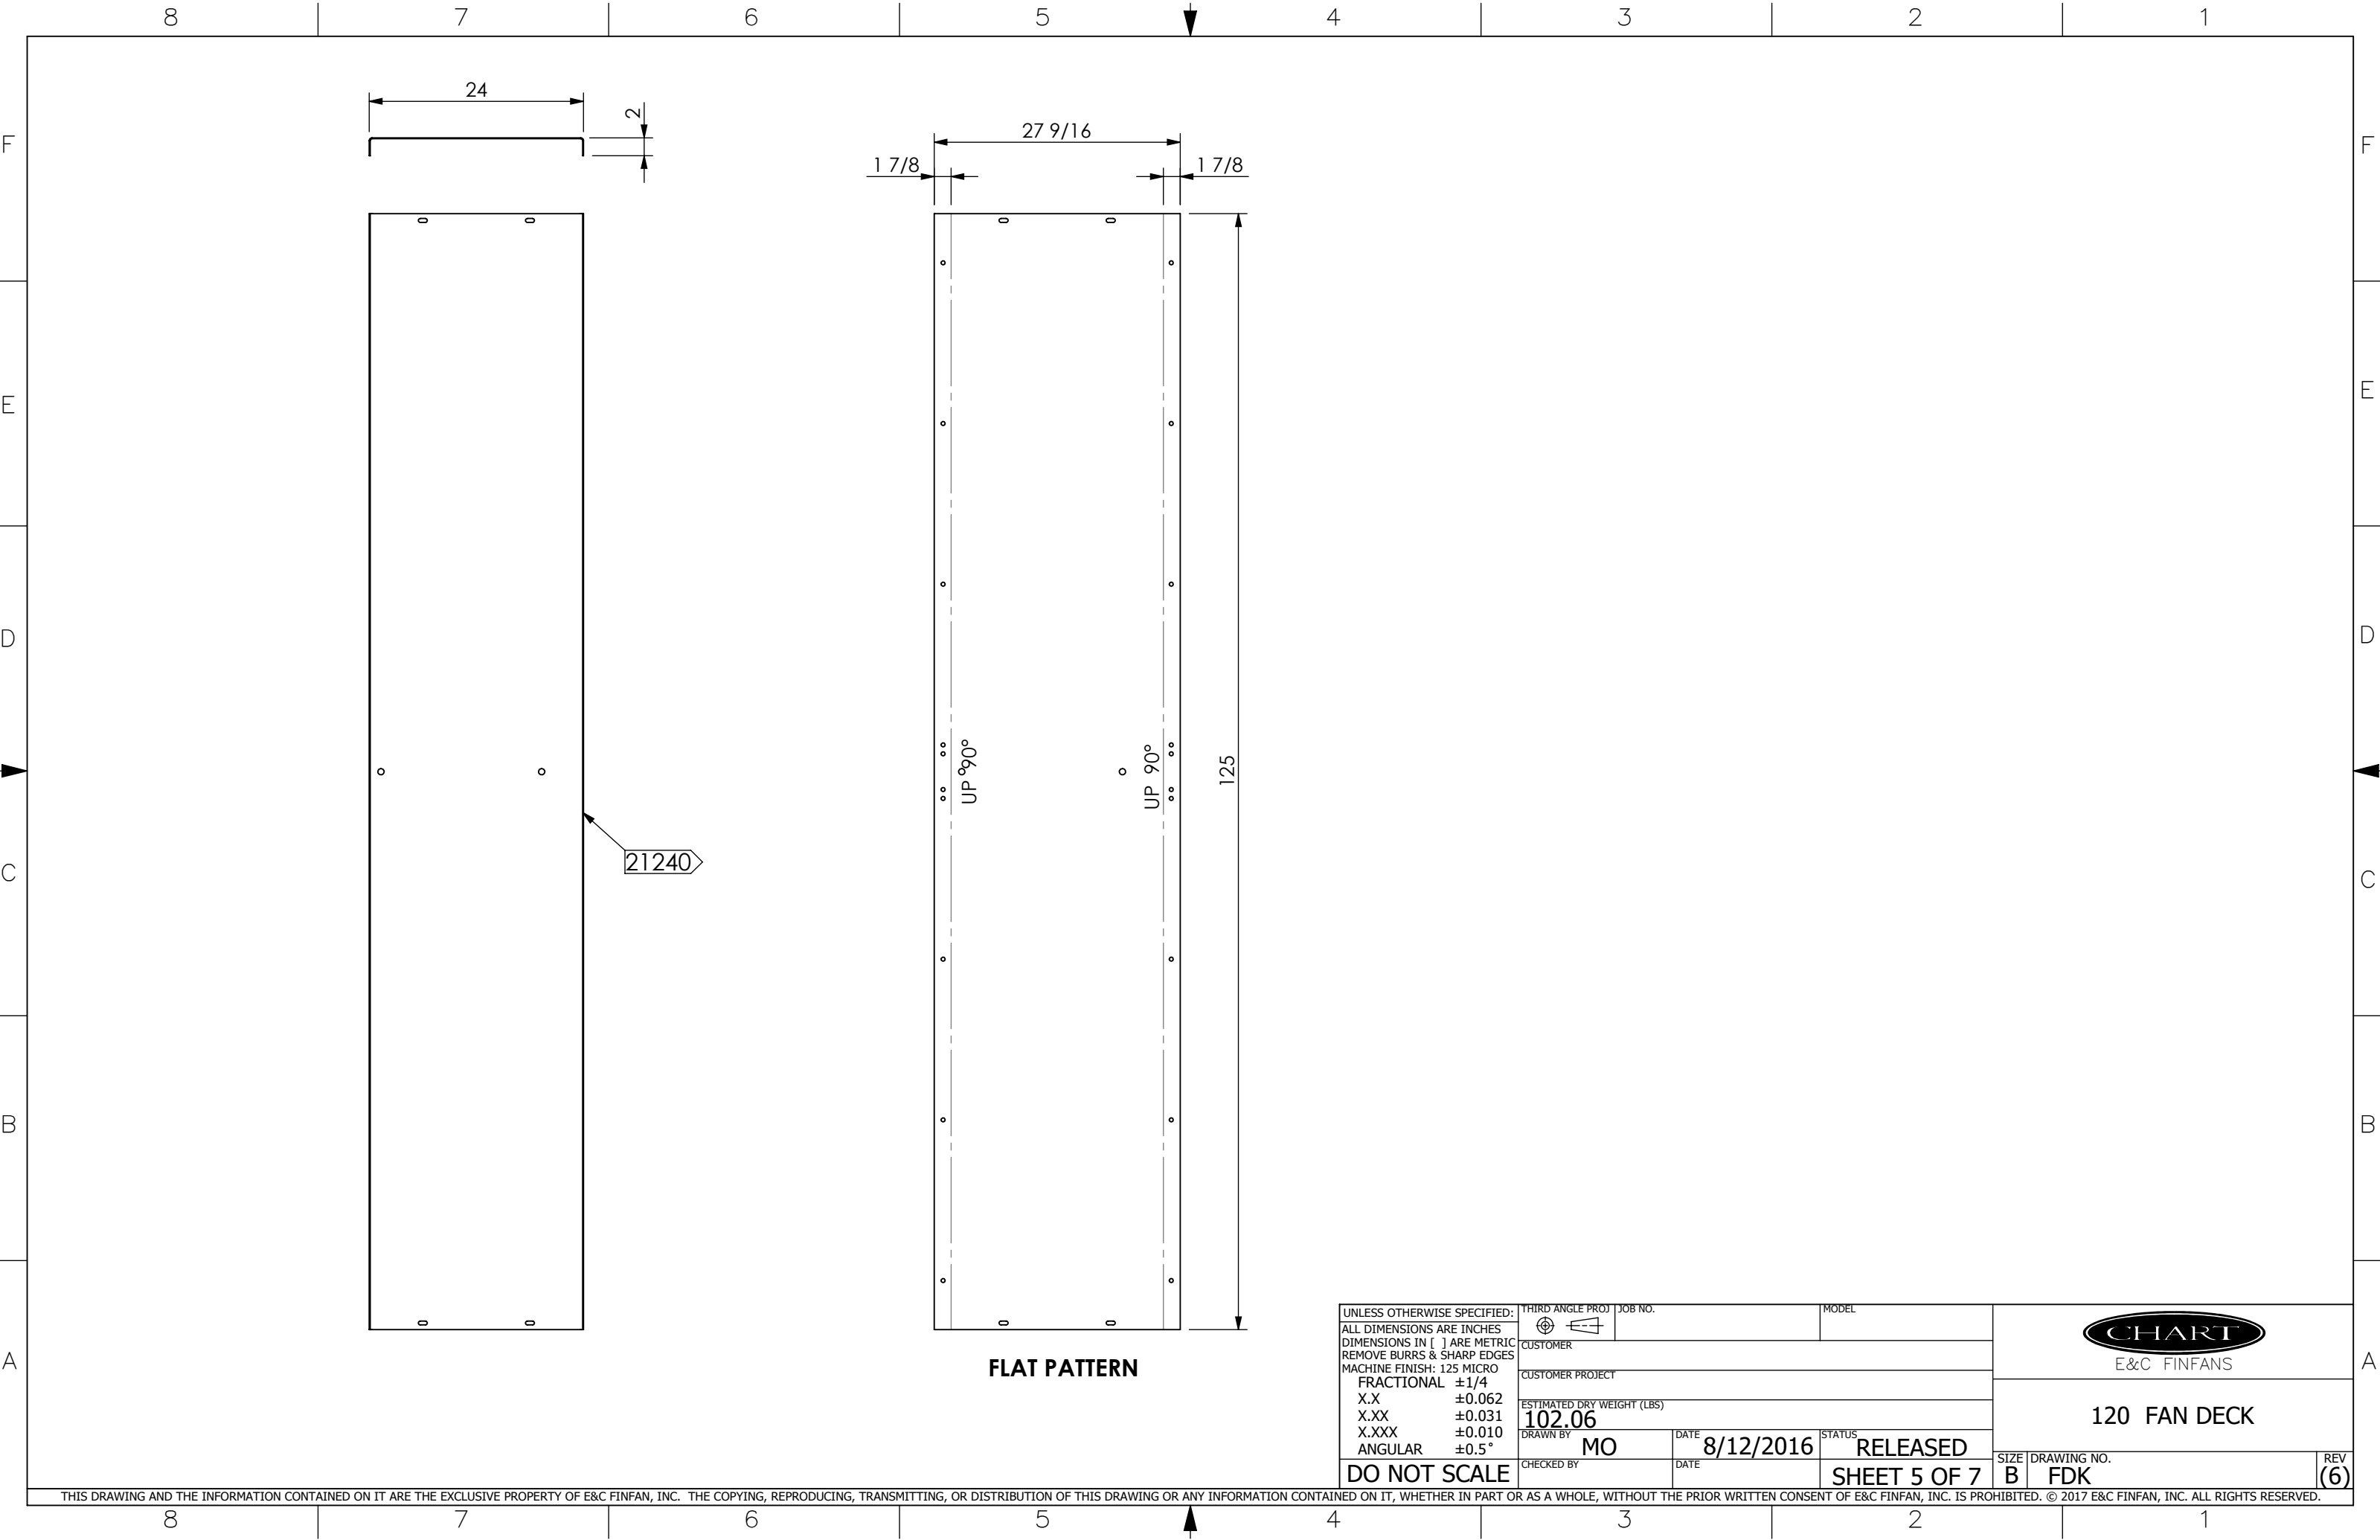 8 7 6 5 4 3 2 1
24
2
F F
27 9/16
1 7/8 1 7/8
E E
D D
UP 90°
UP 90°
125
21240
C C
B B
FLAT PATTERN
A A
UNLESS OTHERWISE SPECIFIED:
ALL DIMENSIONS ARE INCHES
DIMENSIONS IN [ ] ARE METRIC
REMOVE BURRS & SHARP EDGES
MACHINE FINISH: 125 MICRO
FRACTIONAL ±1/4
X.X ±0.062
X.XX ±0.031
X.XXX ±0.010
ANGULAR ±0.5°
DO NOT SCALE
THIRD ANGLE PROJ
JOB NO.
MODEL
CUSTOMER
CUSTOMER PROJECT
ESTIMATED DRY WEIGHT (LBS)
102.06
DRAWN BY MO
DATE 8/12/2016
STATUS RELEASED
CHECKED BY
DATE
SHEET 5 OF 7
CHART
E&C FINFANS
120 FAN DECK
SIZE B
DRAWING NO. FDK
REV (6)
THIS DRAWING AND THE INFORMATION CONTAINED ON IT ARE THE EXCLUSIVE PROPERTY OF E&C FINFAN, INC. THE COPYING, REPRODUCING, TRANSMITTING, OR DISTRIBUTION OF THIS DRAWING OR ANY INFORMATION CONTAINED ON IT, WHETHER IN PART OR AS A WHOLE, WITHOUT THE PRIOR WRITTEN CONSENT OF E&C FINFAN, INC. IS PROHIBITED. © 2017 E&C FINFAN, INC. ALL RIGHTS RESERVED.
8 7 6 5 4 3 2 1